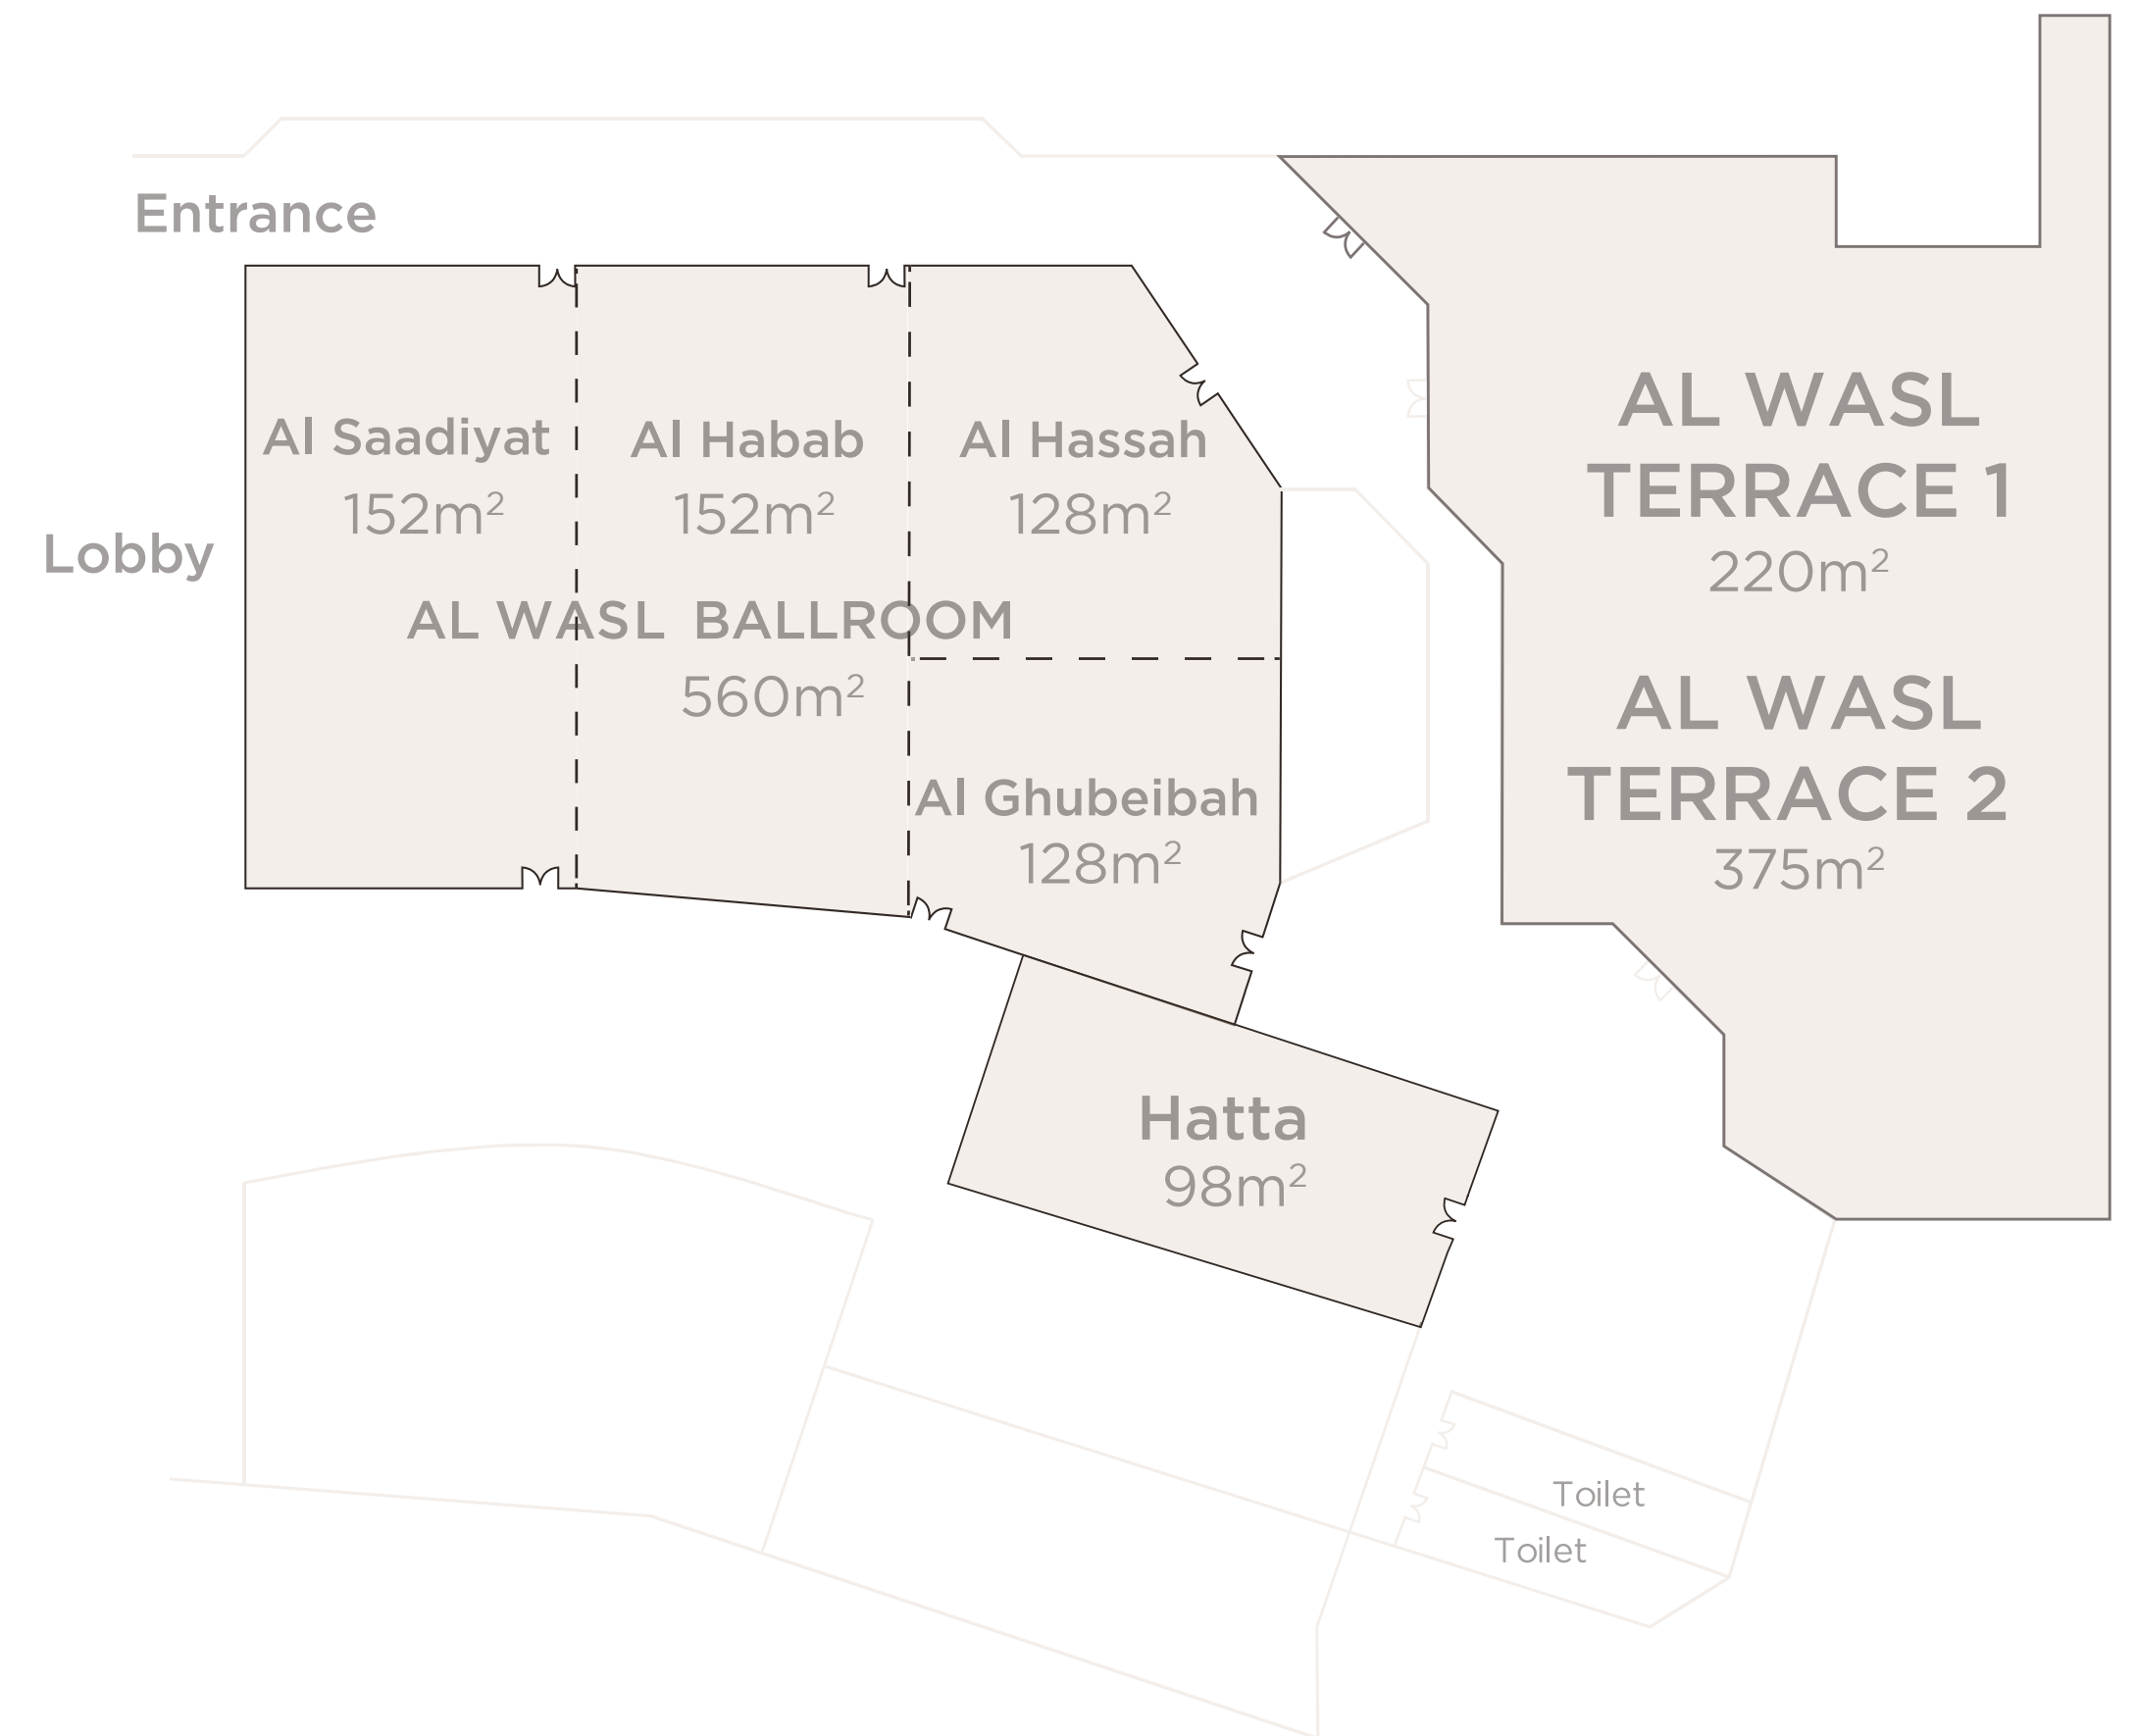 Entrance
Lobby
Al Saadiyat
152m²
Al Habab
152m²
Al Hassah
128m²
AL WASL BALLROOM
560m²
Al Ghubeibah
128m²
AL WASL
TERRACE 1
220m²
AL WASL
TERRACE 2
375m²
Hatta
98m²
Toilet
Toilet